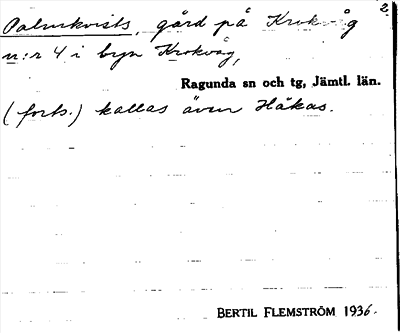 2.
Palmkvists, gård på Krokvåg
n:r 4 i byn Krokvåg,
Ragunda sn och tg, Jämtl. län.
(forts.) kallas även Håkas.
BERTIL FLEMSTRÖM 1936.